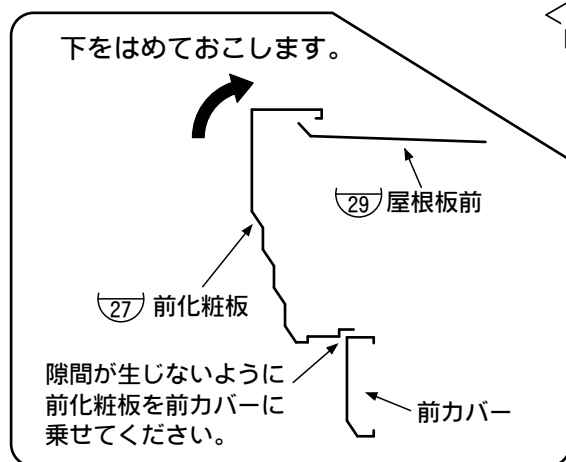 下をはめておこします。
29 屋根板前
27 前化粧板
隙間が生じないように
前化粧板を前カバーに
乗せてください。
前カバー